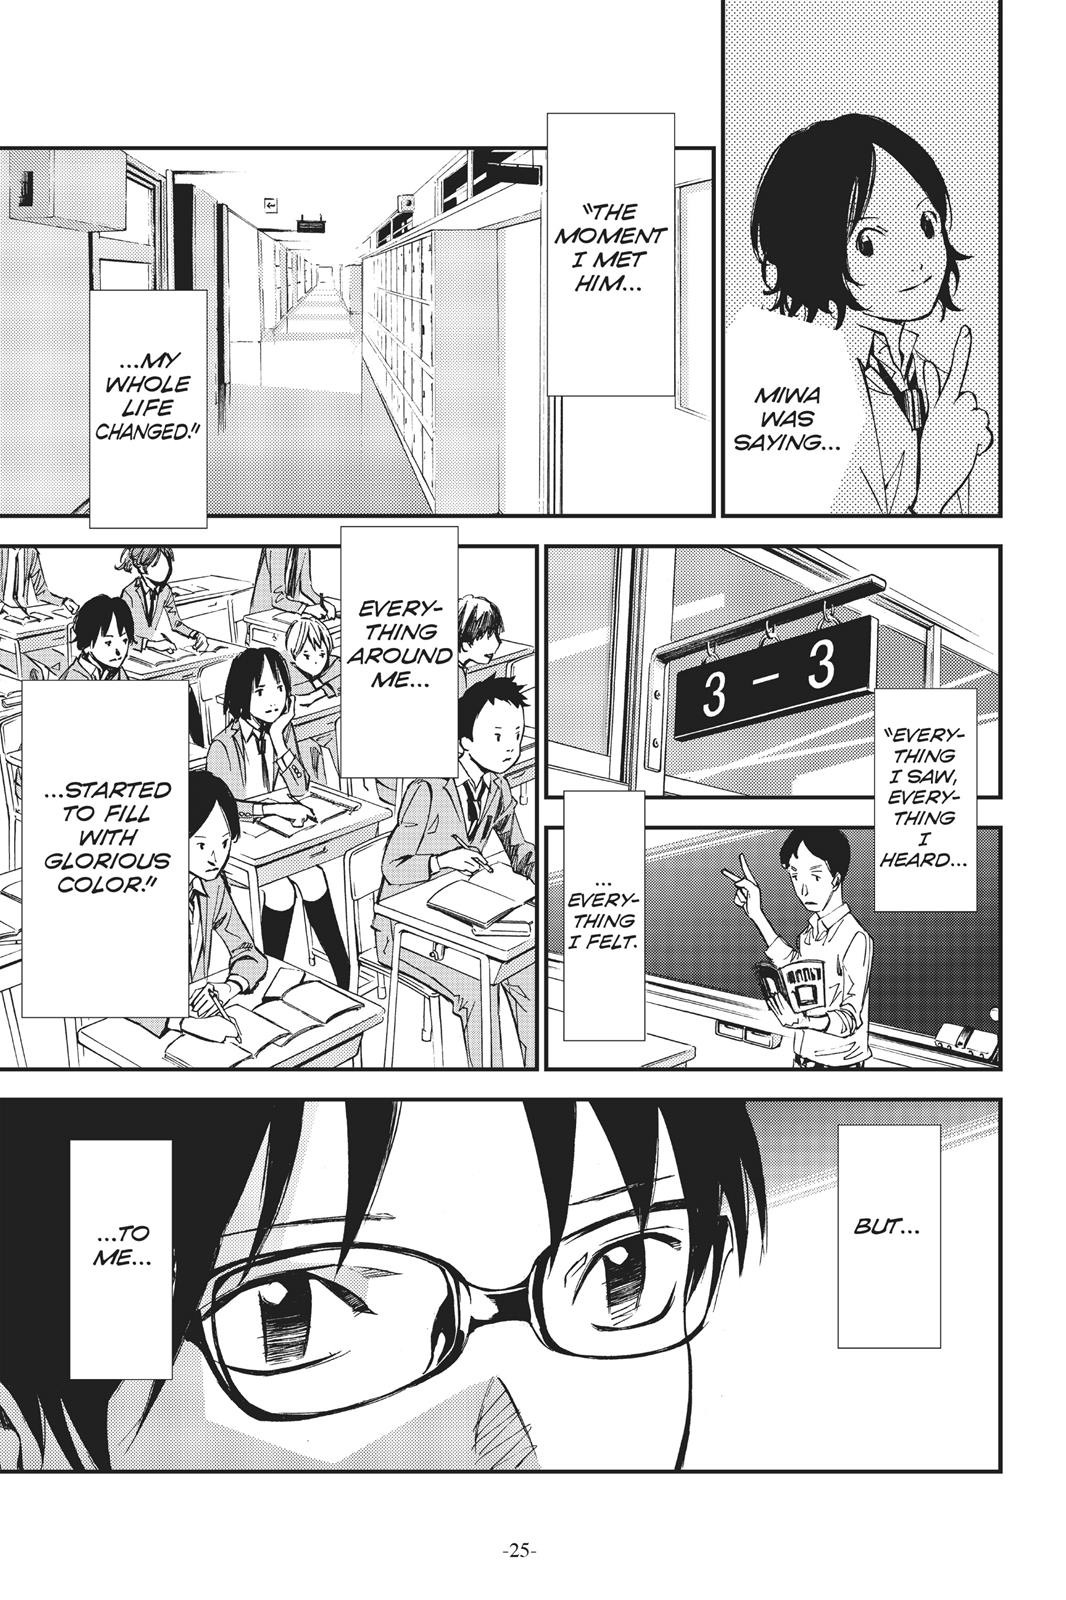 MIWA
WAS
SAYING...
"THE
MOMENT
I MET
HIM...
...MY
WHOLE
LIFE
CHANGED."
3-3
"EVERY-
THING
I SAW,
EVERY-
THING
I
HEARD...
...
EVERY-
THING
I FELT.
EVERY-
THING
AROUND
ME...
...STARTED
TO FILL
WITH
GLORIOUS
COLOR."
BUT...
...TO
ME...
-25-